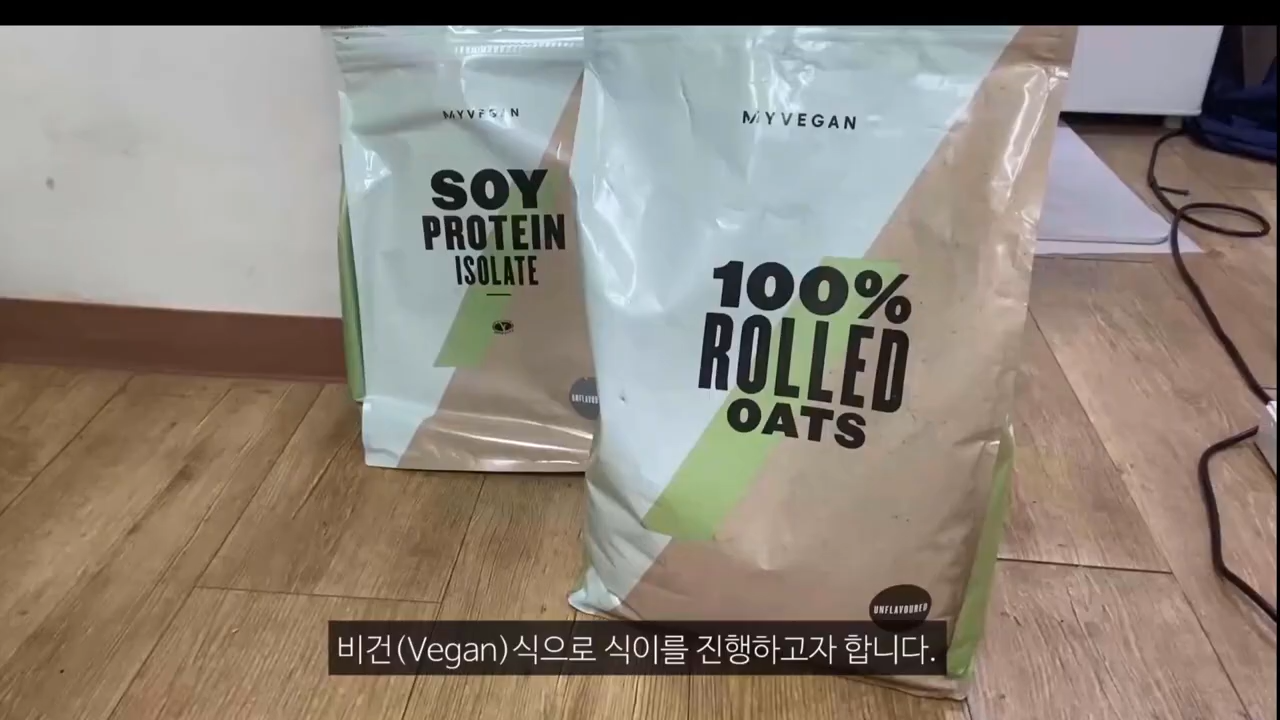 MYVEGAN
SOY
PROTEIN
ISOLATE
MYVEGAN
100%
ROLLED
OATS
UNFLAVOURED
비건(Vegan)식으로 식이를 진행하고자 합니다.